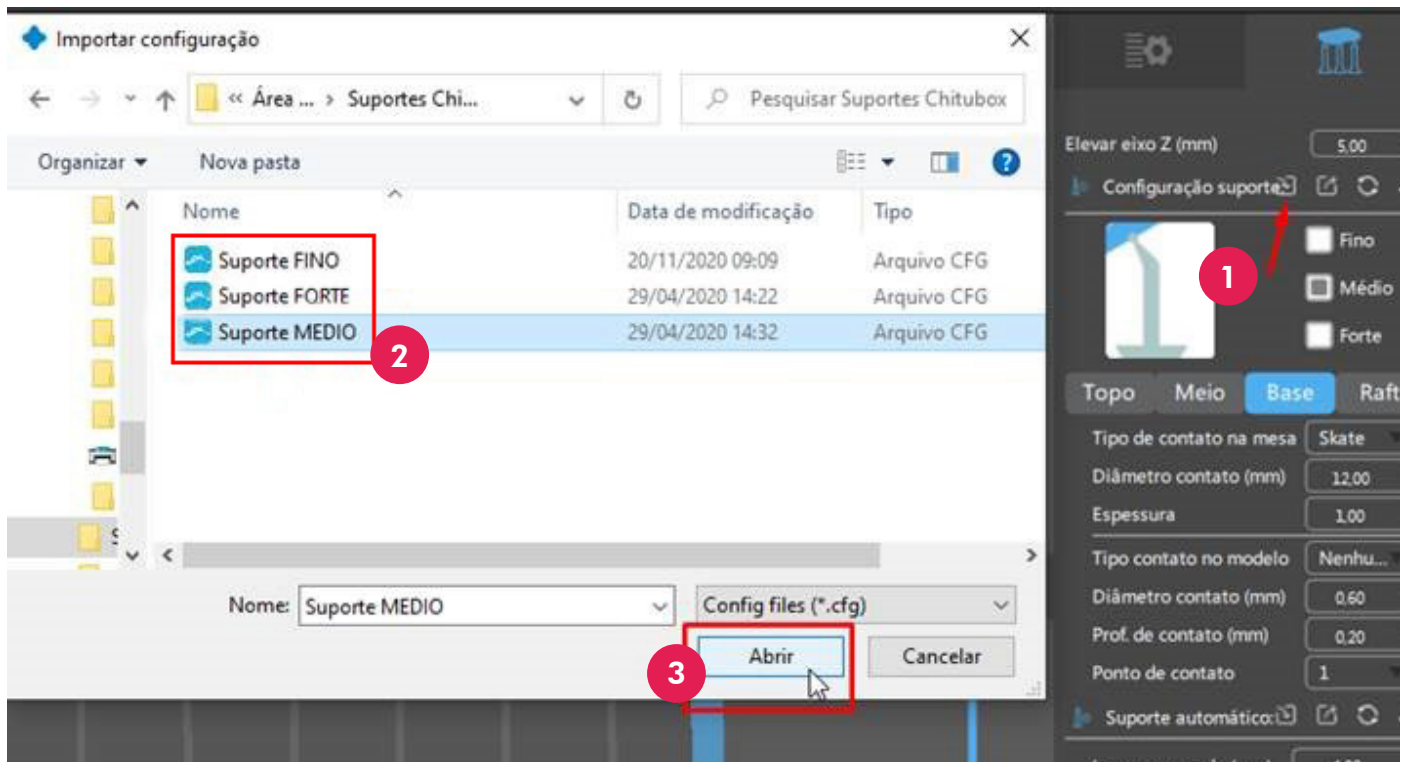 Importar configuração
« Área ... › Suportes Chi...
Pesquisar Suportes Chitubox
Organizar
Nova pasta
Nome
Data de modificação
Tipo
Suporte FINO
20/11/2020 09:09
Arquivo CFG
Suporte FORTE
29/04/2020 14:22
Arquivo CFG
Suporte MEDIO
29/04/2020 14:32
Arquivo CFG
2
Nome:
Suporte MEDIO
Config files (*.cfg)
3
Abrir
Cancelar
Elevar eixo Z (mm)
5,00
Configuração suporte
1
Fino
Médio
Forte
Topo
Meio
Base
Raft
Tipo de contato na mesa
Skate
Diâmetro contato (mm)
12,00
Espessura
1,00
Tipo contato no modelo
Nenhu...
Diâmetro contato (mm)
0,60
Prof. de contato (mm)
0,20
Ponto de contato
1
Suporte automático: